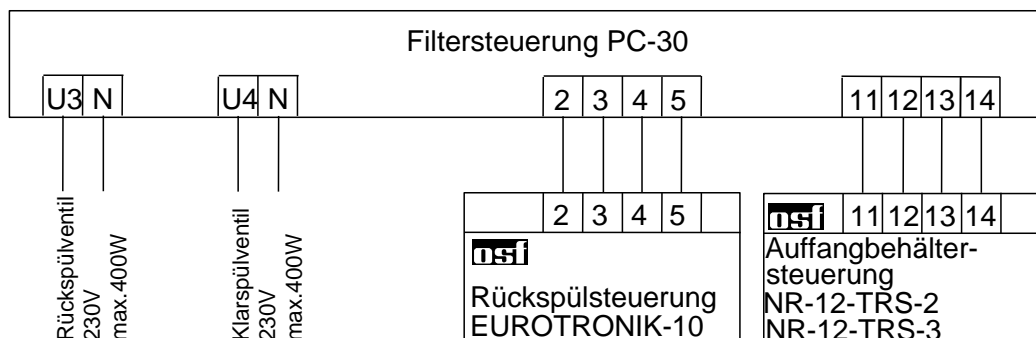 Filtersteuerung PC-30
U3 N U4 N 2 3 4 5 11 12 13 14
Rückspülventil
230V
max.400W
Klarspülventil
230V
max.400W
2 3 4 5
osf
Rückspülsteuerung
EUROTRONIK-10
osf 11 12 13 14
Auffangbehälter-
steuerung
NR-12-TRS-2
NR-12-TRS-3